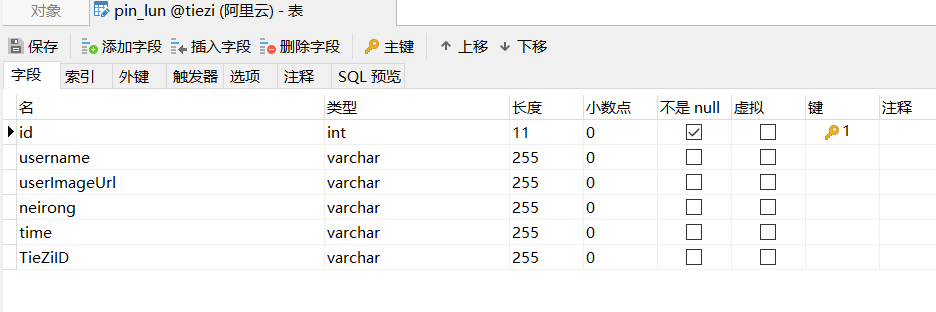 对象 pin_lun @tiezi (阿里云) - 表
保存 添加字段 插入字段 删除字段 主键 上移 下移
字段 索引 外键 触发器 选项 注释 SQL 预览
名 类型 长度 小数点 不是 null 虚拟 键 注释
id int 11 0 1
username varchar 255 0
userImageUrl varchar 255 0
neirong varchar 255 0
time varchar 255 0
TieZiID varchar 255 0